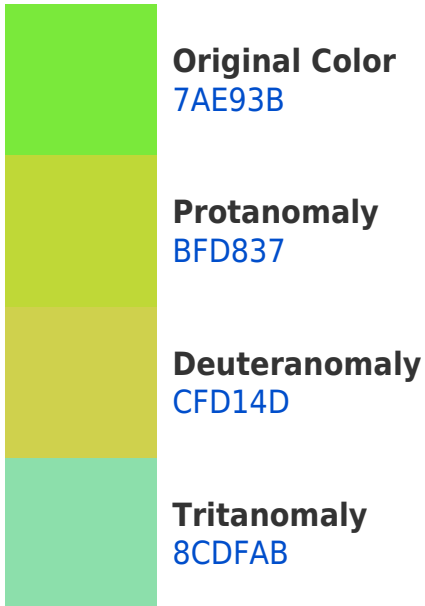 Original Color
7AE93B
Protanomaly
BFD837
Deuteranomaly
CFD14D
Tritanomaly
8CDFAB